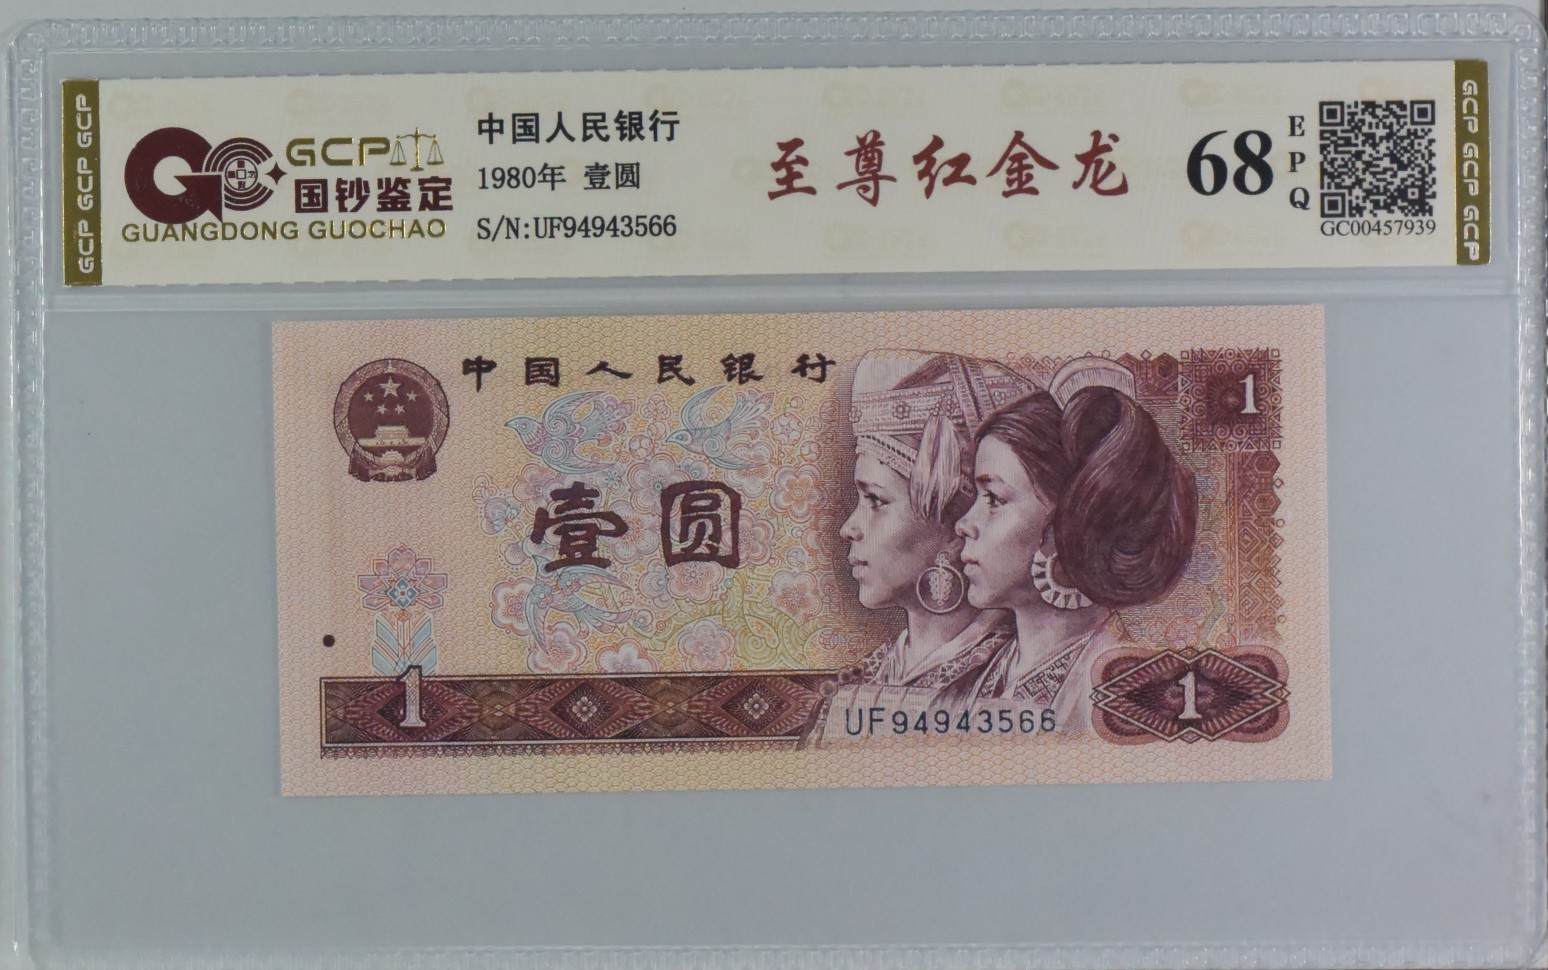 GCP GCP GCP
GCP
国钞鉴定
GUANGDONG GUOCHAO
中国人民银行
1980年 壹圆
S/N:UF94943566
至尊红金龙
68
EPQ
GC00457939
GCP GCP GCP
中国人民银行
1
壹圆
1
UF94943566
1